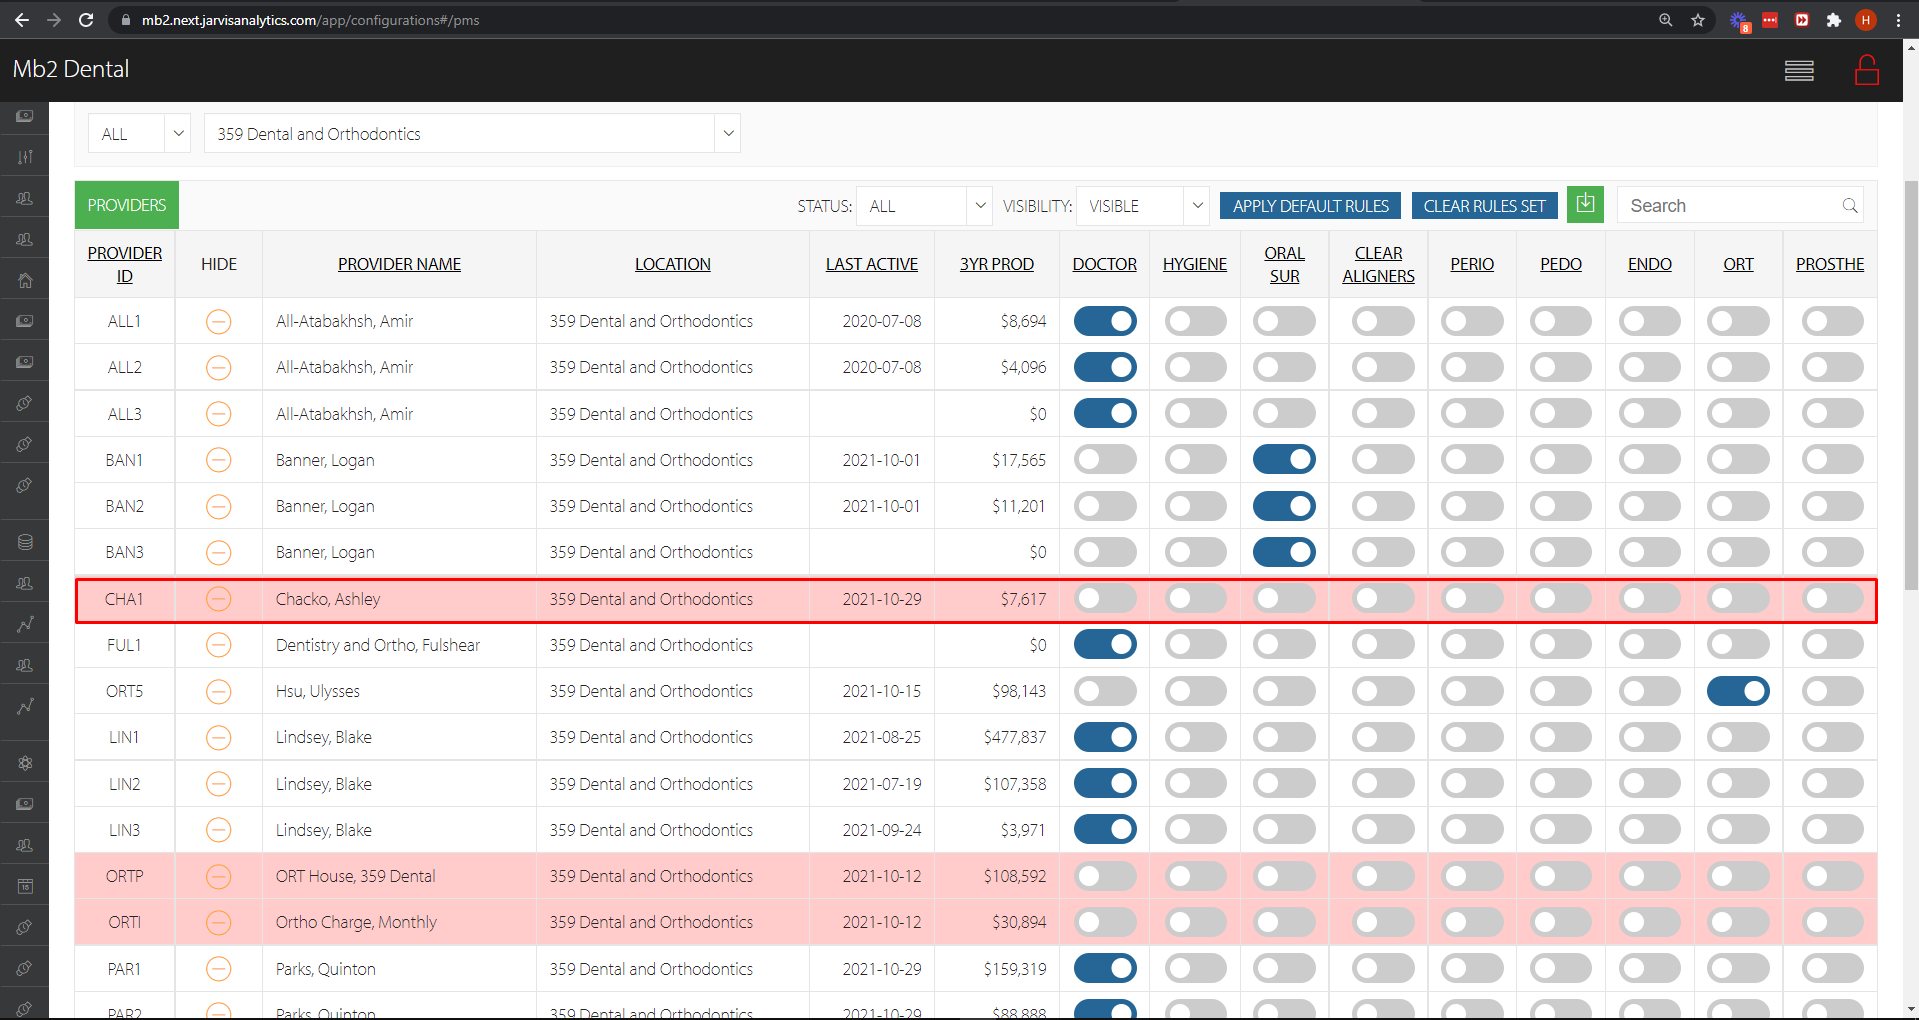 mb2.next.jarvisanalytics.com/app/configurations#/pms
8
H
Mb2 Dental
ALL 359 Dental and Orthodontics
PROVIDERS STATUS: ALL VISIBILITY: VISIBLE APPLY DEFAULT RULES CLEAR RULES SET Search
PROVIDER ID HIDE PROVIDER NAME LOCATION LAST ACTIVE 3YR PROD DOCTOR HYGIENE ORAL SUR CLEAR ALIGNERS PERIO PEDO ENDO ORT PROSTHE
ALL1 All-Atabakhsh, Amir 359 Dental and Orthodontics 2020-07-08 $8,694
ALL2 All-Atabakhsh, Amir 359 Dental and Orthodontics 2020-07-08 $4,096
ALL3 All-Atabakhsh, Amir 359 Dental and Orthodontics $0
BAN1 Banner, Logan 359 Dental and Orthodontics 2021-10-01 $17,565
BAN2 Banner, Logan 359 Dental and Orthodontics 2021-10-01 $11,201
BAN3 Banner, Logan 359 Dental and Orthodontics $0
CHA1 Chacko, Ashley 359 Dental and Orthodontics 2021-10-29 $7,617
FUL1 Dentistry and Ortho, Fulshear 359 Dental and Orthodontics $0
ORT5 Hsu, Ulysses 359 Dental and Orthodontics 2021-10-15 $98,143
LIN1 Lindsey, Blake 359 Dental and Orthodontics 2021-08-25 $477,837
LIN2 Lindsey, Blake 359 Dental and Orthodontics 2021-07-19 $107,358
LIN3 Lindsey, Blake 359 Dental and Orthodontics 2021-09-24 $3,971
ORTP ORT House, 359 Dental 359 Dental and Orthodontics 2021-10-12 $108,592
ORTI Ortho Charge, Monthly 359 Dental and Orthodontics 2021-10-12 $30,894
PAR1 Parks, Quinton 359 Dental and Orthodontics 2021-10-29 $159,319
PAR2 Parks, Quinton 359 Dental and Orthodontics 2021-10-29 $88,888